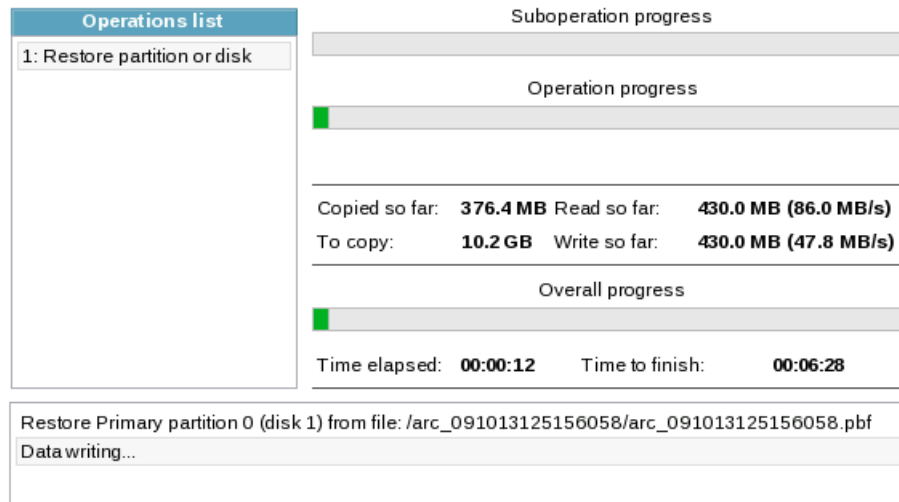 Operations list
1: Restore partition or disk
Suboperation progress
Operation progress
Copied so far: 376.4 MB Read so far: 430.0 MB (86.0 MB/s)
To copy: 10.2 GB Write so far: 430.0 MB (47.8 MB/s)
Overall progress
Time elapsed: 00:00:12 Time to finish: 00:06:28
Restore Primary partition 0 (disk 1) from file: /arc_091013125156058/arc_091013125156058.pbf
Data writing...